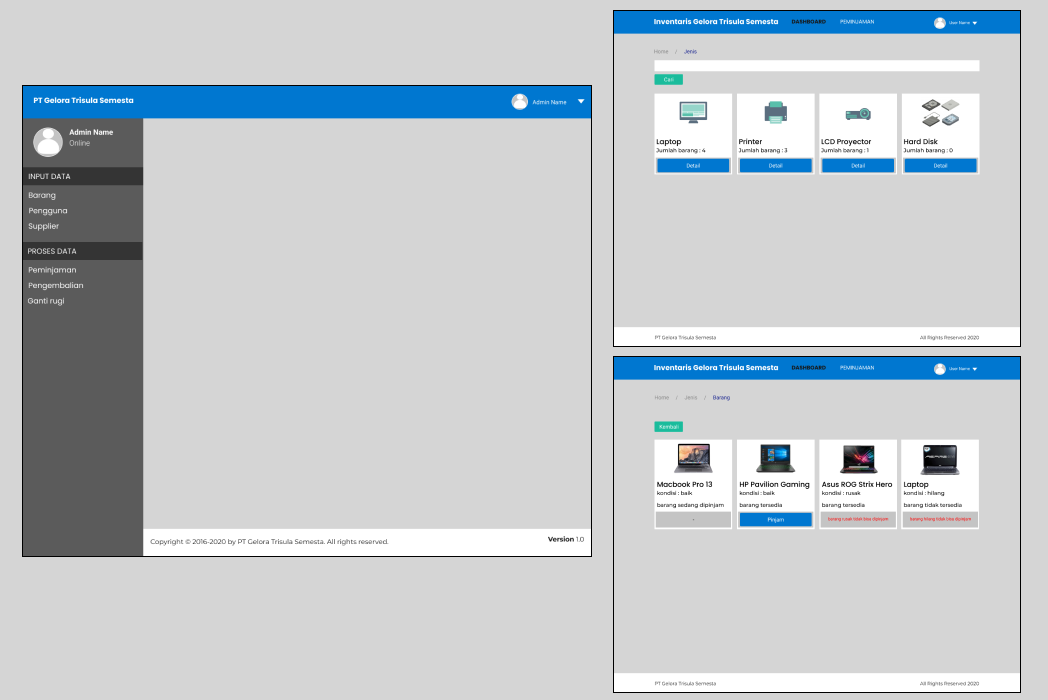 PT Gelora Trisula Semesta
Admin Name
Admin Name
Online
INPUT DATA
Barang
Pengguna
Supplier
PROSES DATA
Peminjaman
Pengembalian
Ganti rugi
Copyright © 2016-2020 by PT Gelora Trisula Semesta. All rights reserved.
Version 1.0
Inventaris Gelora Trisula Semesta DASHBOARD PEMINJAMAN User Name
Home / Jenis
Cari
Laptop
Jumlah barang : 4
Detail
Printer
Jumlah barang : 3
Detail
LCD Proyector
Jumlah barang : 1
Detail
Hard Disk
Jumlah barang : 0
Detail
PT Gelora Trisula Semesta
All Rights Reserved 2020
Inventaris Gelora Trisula Semesta DASHBOARD PEMINJAMAN User Name
Home / Jenis / Barang
Kembali
Macbook Pro 13
kondisi : baik
barang sedang dipinjam
-
HP Pavilion Gaming
kondisi : baik
barang tersedia
Pinjam
Asus ROG Strix Hero
kondisi : rusak
barang tersedia
barang rusak tidak bisa dipinjam
Laptop
kondisi : hilang
barang tidak tersedia
barang hilang tidak bisa dipinjam
PT Gelora Trisula Semesta
All Rights Reserved 2020